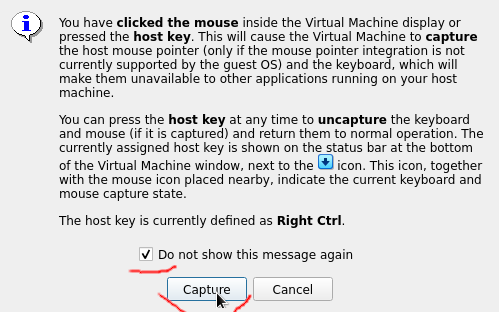 You have clicked the mouse inside the Virtual Machine display or
pressed the host key. This will cause the Virtual Machine to capture
the host mouse pointer (only if the mouse pointer integration is not
currently supported by the guest OS) and the keyboard, which will
make them unavailable to other applications running on your host
machine.
You can press the host key at any time to uncapture the keyboard
and mouse (if it is captured) and return them to normal operation. The
currently assigned host key is shown on the status bar at the bottom
of the Virtual Machine window, next to the icon. This icon, together
with the mouse icon placed nearby, indicate the current keyboard and
mouse capture state.
The host key is currently defined as Right Ctrl.
Do not show this message again
Capture Cancel